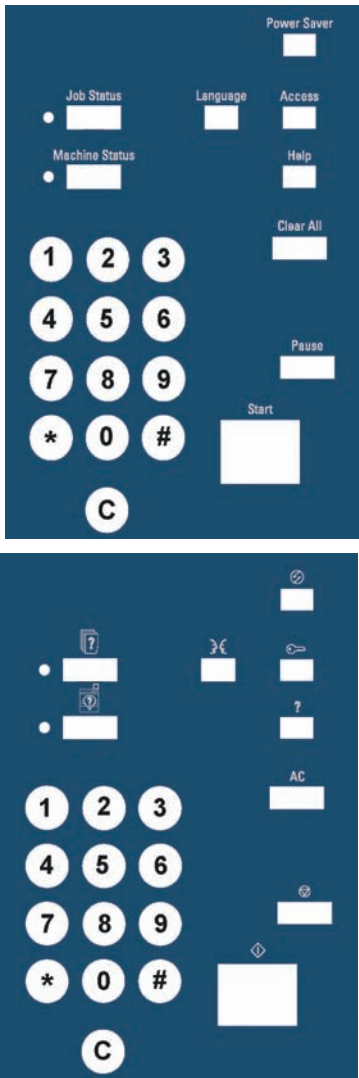 Power Saver
Job Status
Language
Access
Machine Status
Help
Clear All
1 2 3
4 5 6
Pause
7 8 9
Start
* 0 #
C
?
?
?
AC
1 2 3
4 5 6
7 8 9
* 0 #
C